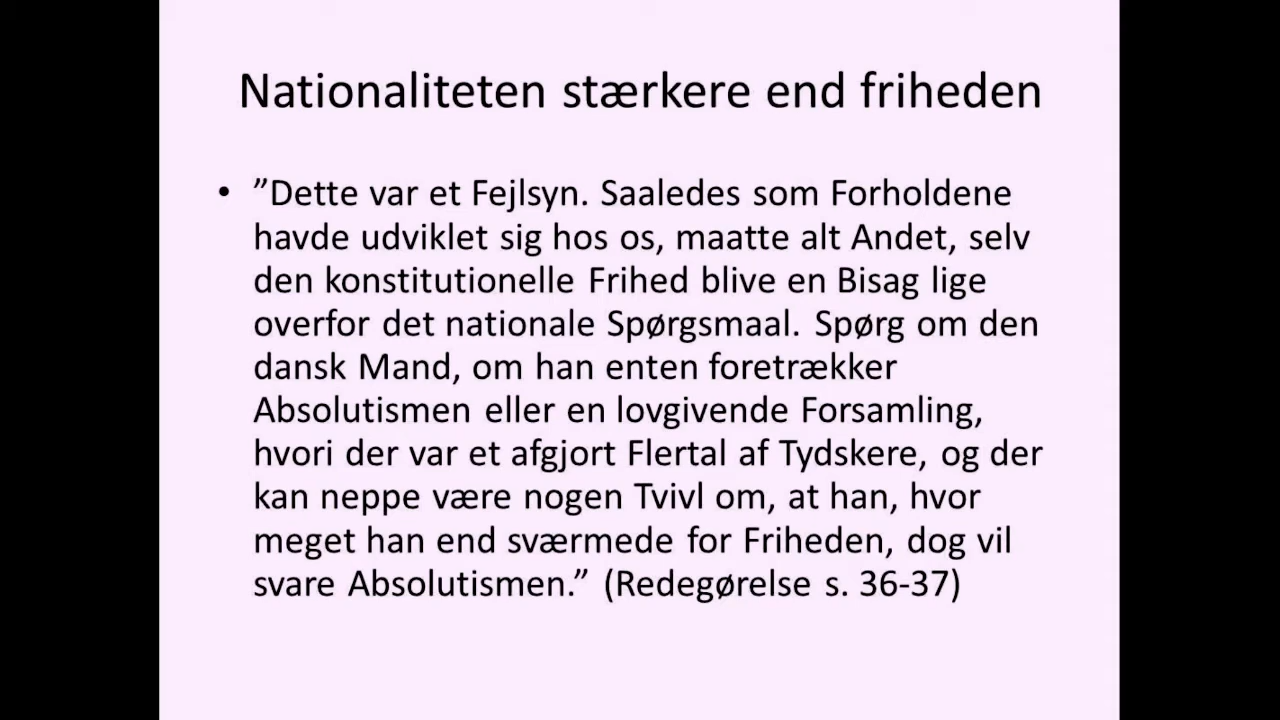 Nationaliteten stærkere end friheden
• ”Dette var et Fejlsyn. Saaledes som Forholdene
havde udviklet sig hos os, maatte alt Andet, selv
den konstitutionelle Frihed blive en Bisag lige
overfor det nationale Spørgsmaal. Spørg om den
dansk Mand, om han enten foretrækker
Absolutismen eller en lovgivende Forsamling,
hvori der var et afgjort Flertal af Tydskere, og der
kan neppe være nogen Tvivl om, at han, hvor
meget han end sværmede for Friheden, dog vil
svare Absolutismen.” (Redegørelse s. 36-37)